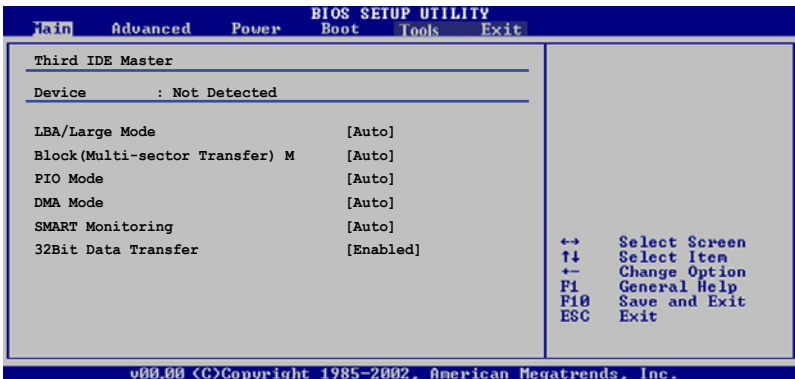 BIOS SETUP UTILITY
Main Advanced Power Boot Tools Exit
Third IDE Master
Device : Not Detected
LBA/Large Mode [Auto]
Block(Multi-sector Transfer) M [Auto]
PIO Mode [Auto]
DMA Mode [Auto]
SMART Monitoring [Auto]
32Bit Data Transfer [Enabled]
←→ Select Screen
↑↓ Select Item
+- Change Option
F1 General Help
F10 Save and Exit
ESC Exit
v00.00 (C)Copyright 1985-2002, American Megatrends, Inc.